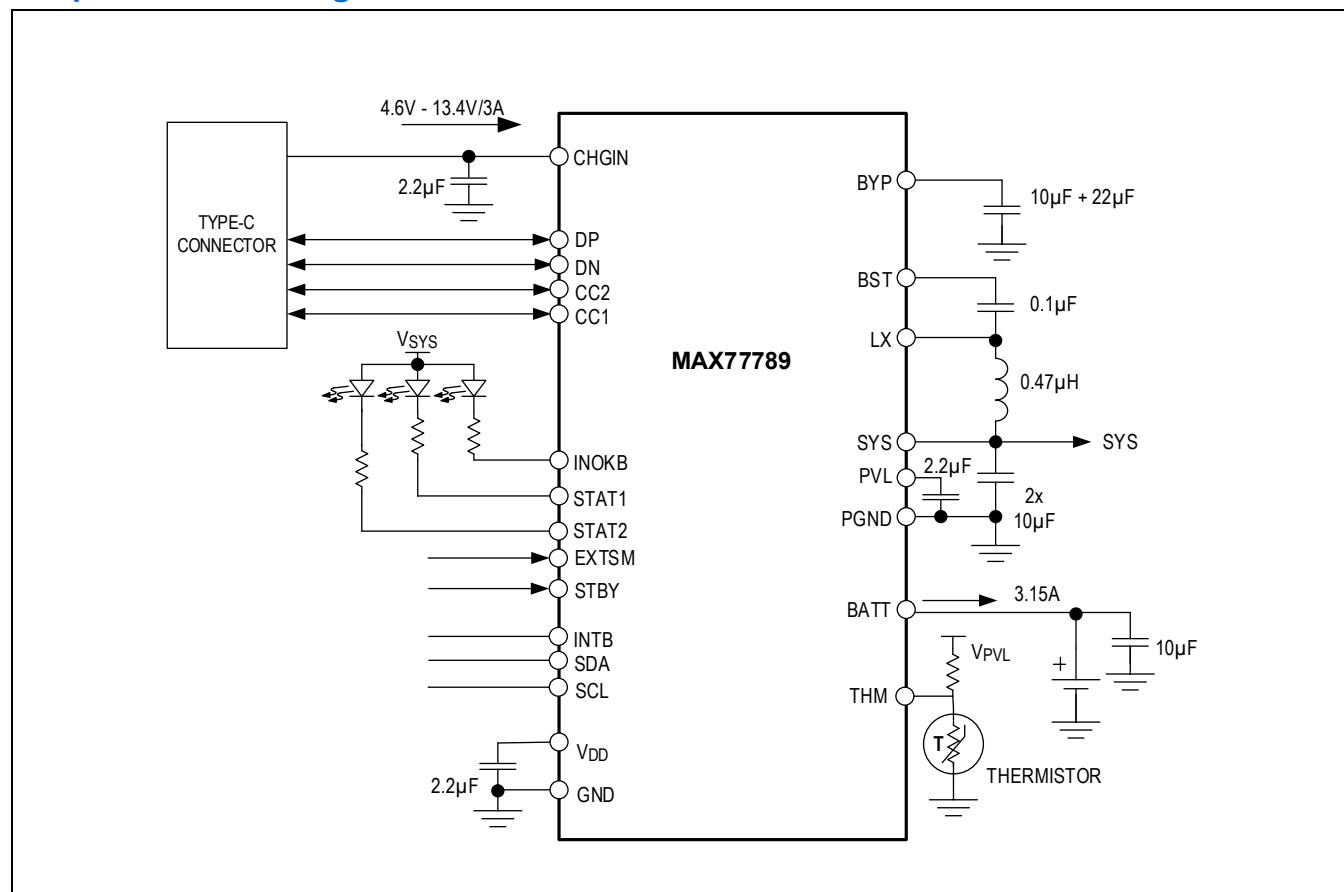 4.6V - 13.4V/3A
TYPE-C
CONNECTOR
2.2µF
CHGIN
DP
DN
CC2
CC1
VSYS
INOKB
STAT1
STAT2
EXTSM
STBY
INTB
SDA
SCL
VDD
2.2µF
GND
MAX77789
BYP
10µF + 22µF
BST
0.1µF
LX
0.47µH
SYS
SYS
PVL
2.2µF
2x
10µF
PGND
BATT
3.15A
10µF
+
VPVL
THM
T
THERMISTOR